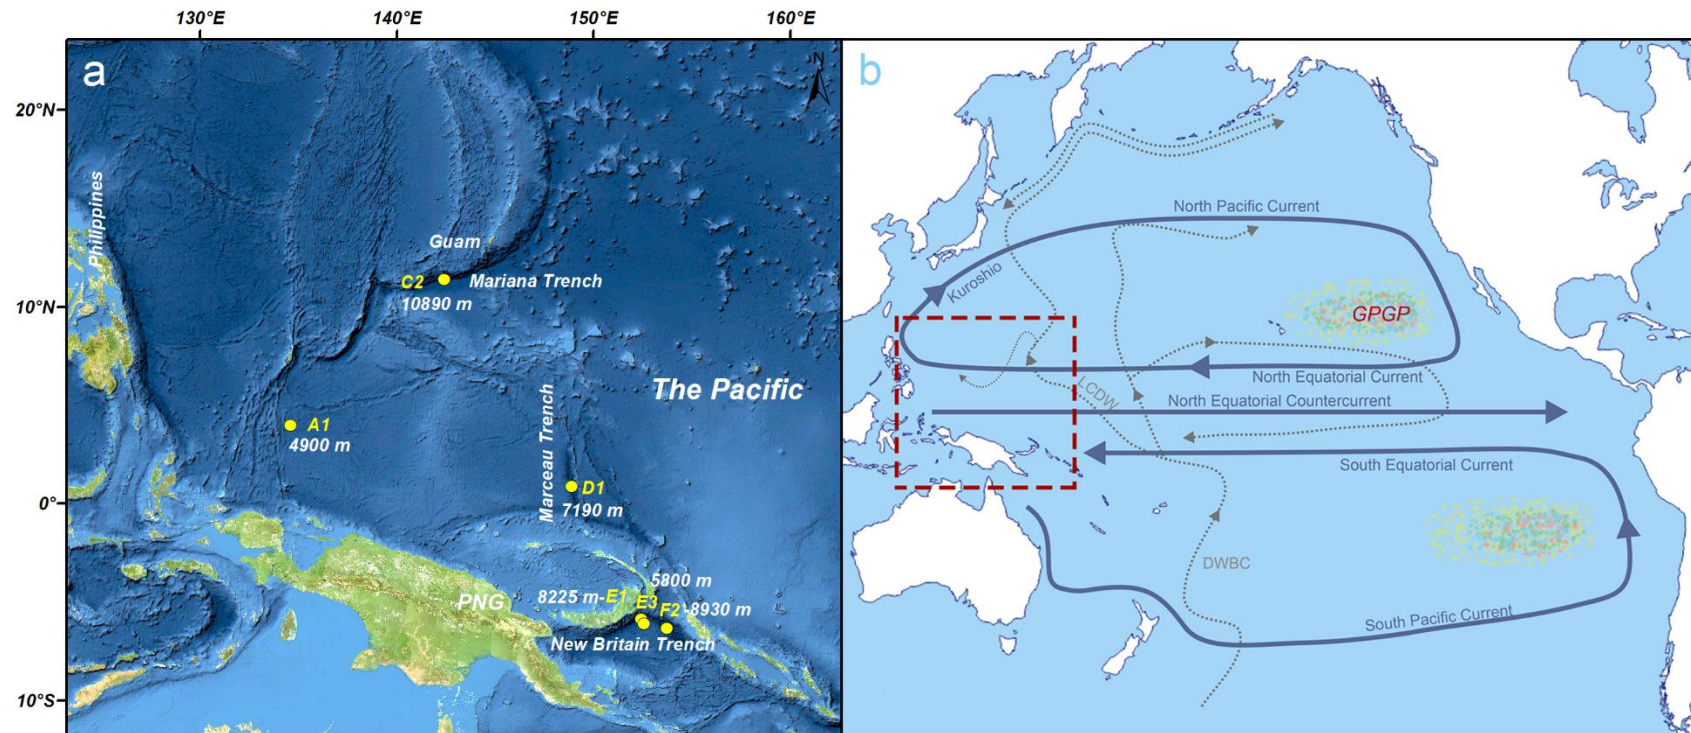 130°E 140°E 150°E 160°E
20°N
10°N
0°
10°S
a
N
Philippines
Guam
C2 Mariana Trench
10890 m
The Pacific
Marceau Trench
A1
4900 m
D1
7190 m
5800 m
8225 m-E1 E3 F2-8930 m
PNG
New Britain Trench
b
North Pacific Current
Kuroshio
GPGP
North Equatorial Current
LCDW
North Equatorial Countercurrent
South Equatorial Current
DWBC
South Pacific Current